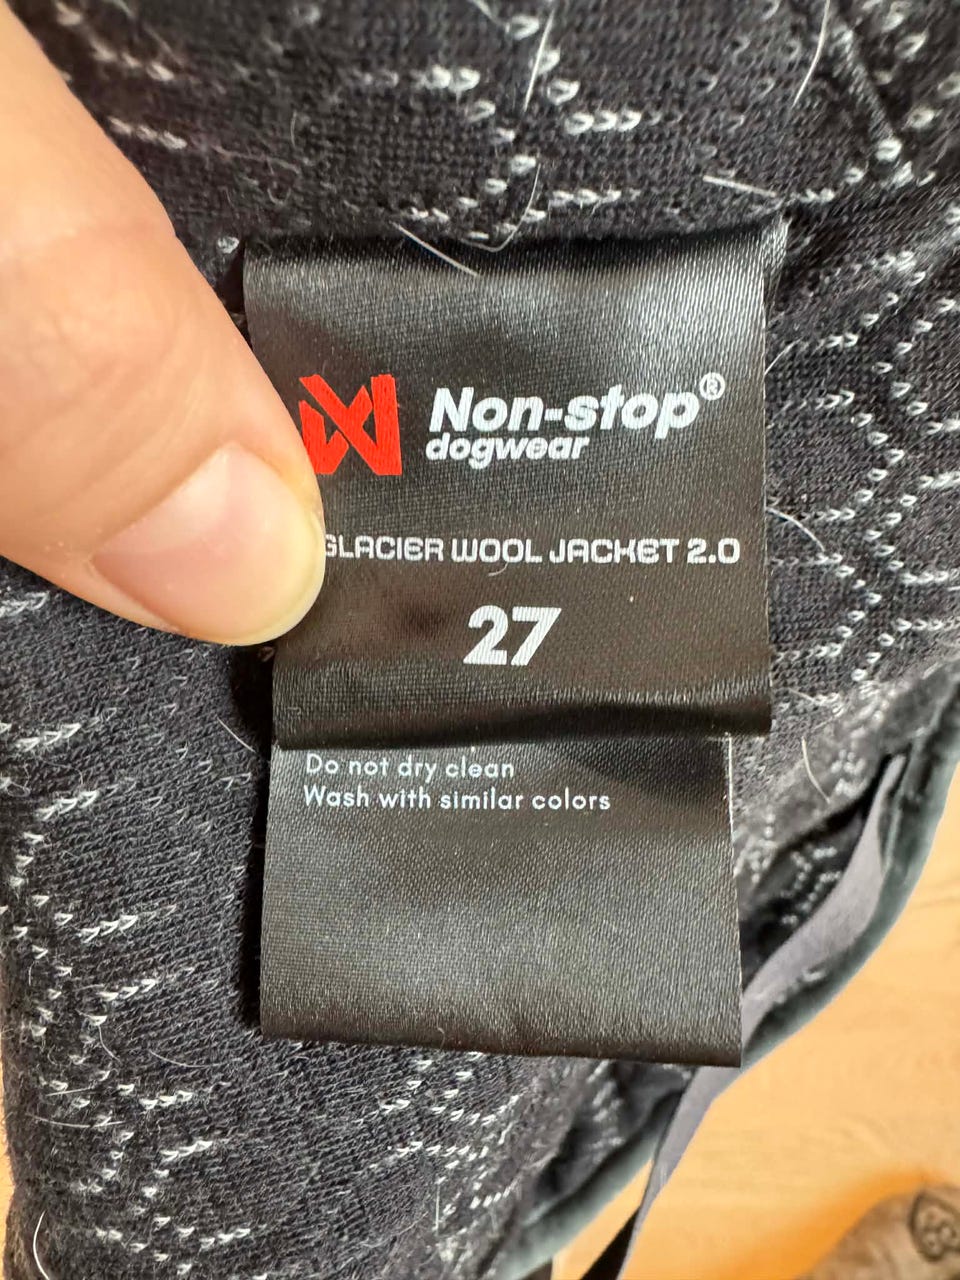 Non-stop®
dogwear
GLACIER WOOL JACKET 2.0
27
Do not dry clean
Wash with similar colors